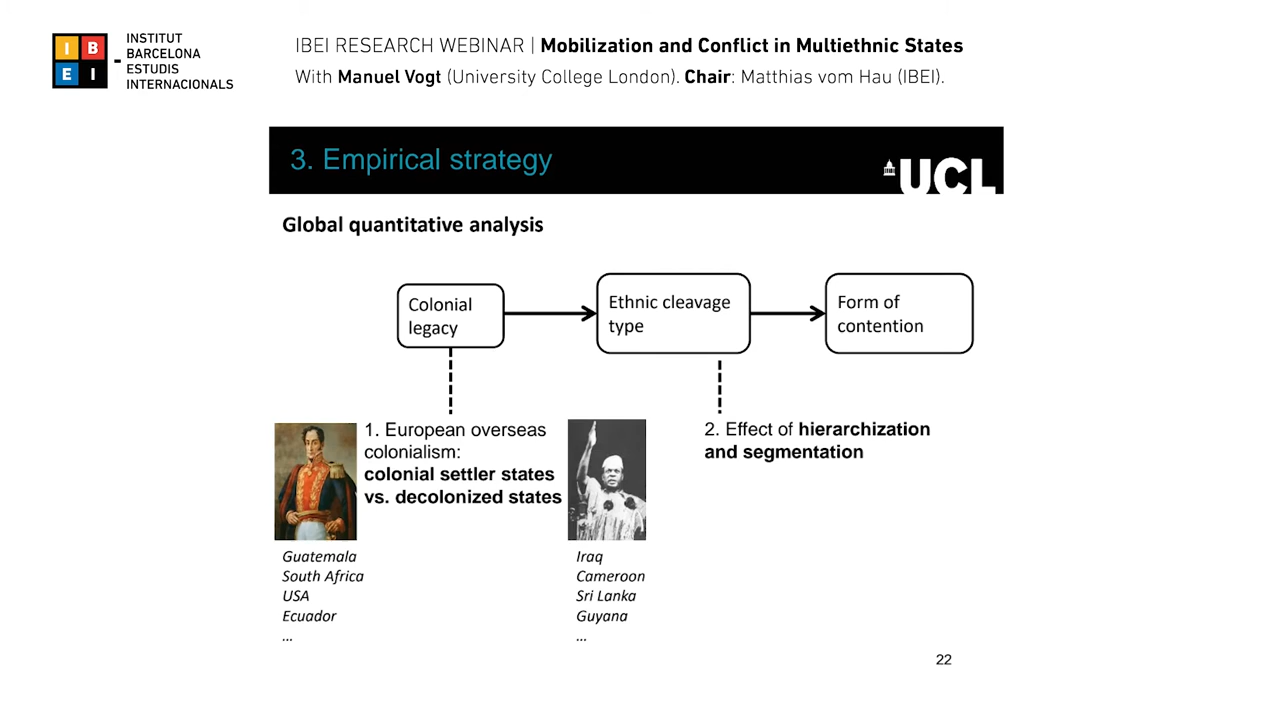 I B E I - INSTITUT BARCELONA ESTUDIS INTERNACIONALS
IBEI RESEARCH WEBINAR | Mobilization and Conflict in Multiethnic States
With Manuel Vogt (University College London). Chair: Matthias vom Hau (IBEI).
3. Empirical strategy
UCL
Global quantitative analysis
Colonial
legacy
Ethnic cleavage
type
Form of
contention
1. European overseas
colonialism:
colonial settler states
vs. decolonized states
2. Effect of hierarchization
and segmentation
Guatemala
South Africa
USA
Ecuador
...
Iraq
Cameroon
Sri Lanka
Guyana
...
22